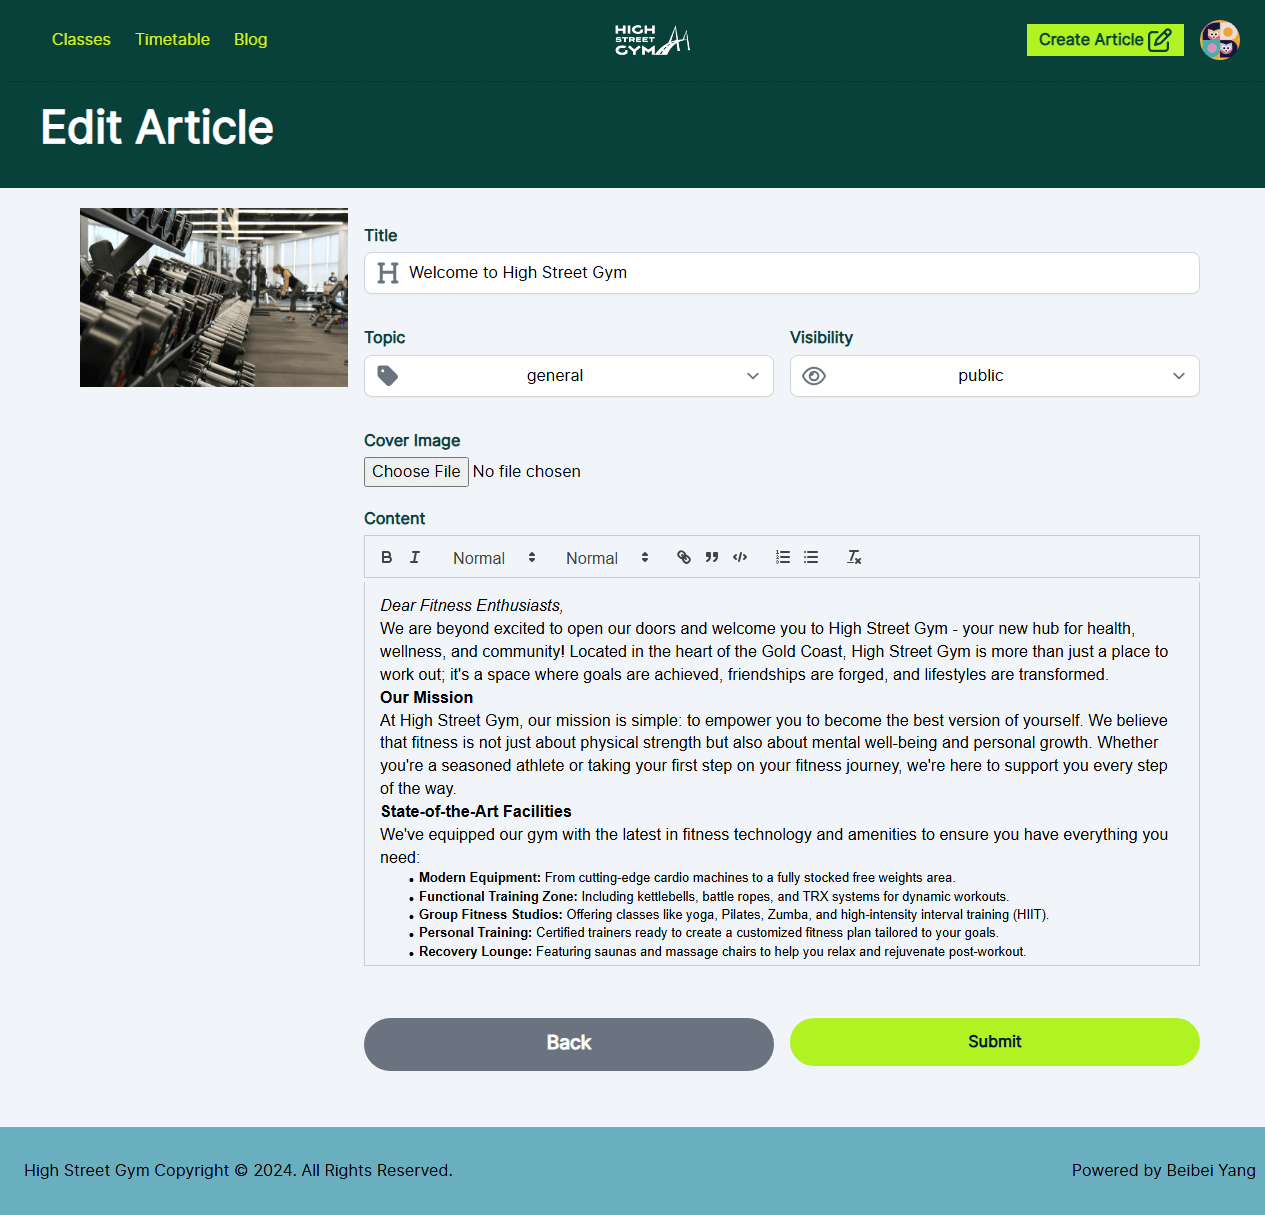 Classes Timetable Blog
HIGH
STREET
GYM
Create Article
Edit Article
Title
Welcome to High Street Gym
Topic Visibility
general public
Cover Image
Choose File No file chosen
Content
B I Normal Normal
Dear Fitness Enthusiasts,
We are beyond excited to open our doors and welcome you to High Street Gym - your new hub for health,
wellness, and community! Located in the heart of the Gold Coast, High Street Gym is more than just a place to
work out; it's a space where goals are achieved, friendships are forged, and lifestyles are transformed.
Our Mission
At High Street Gym, our mission is simple: to empower you to become the best version of yourself. We believe
that fitness is not just about physical strength but also about mental well-being and personal growth. Whether
you're a seasoned athlete or taking your first step on your fitness journey, we're here to support you every step
of the way.
State-of-the-Art Facilities
We've equipped our gym with the latest in fitness technology and amenities to ensure you have everything you
need:
• Modern Equipment: From cutting-edge cardio machines to a fully stocked free weights area.
• Functional Training Zone: Including kettlebells, battle ropes, and TRX systems for dynamic workouts.
• Group Fitness Studios: Offering classes like yoga, Pilates, Zumba, and high-intensity interval training (HIIT).
• Personal Training: Certified trainers ready to create a customized fitness plan tailored to your goals.
• Recovery Lounge: Featuring saunas and massage chairs to help you relax and rejuvenate post-workout.
Back Submit
High Street Gym Copyright © 2024. All Rights Reserved. Powered by Beibei Yang